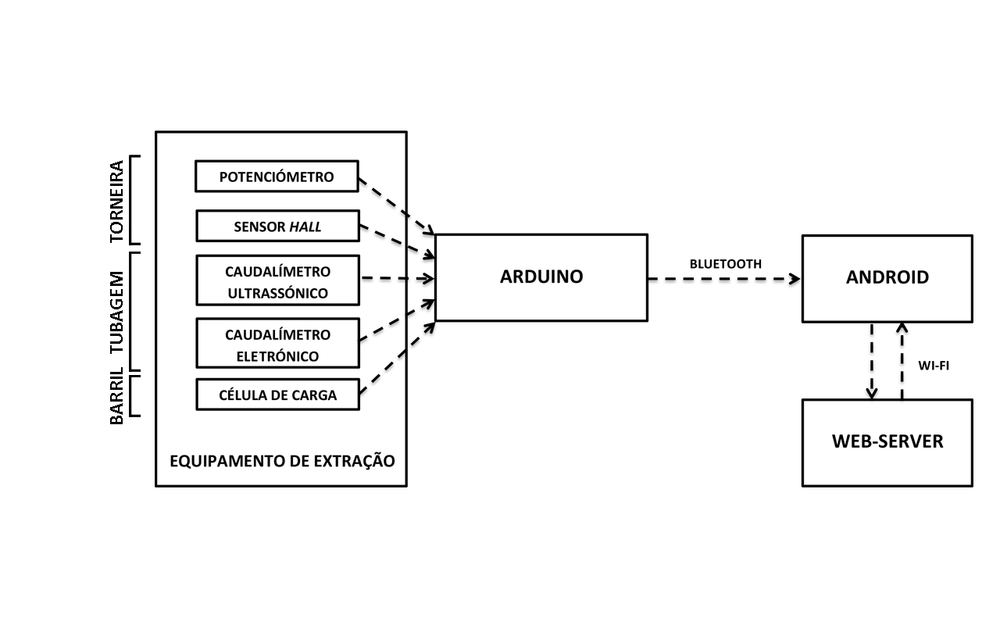 TORNEIRA
TUBAGEM
BARRIL
POTENCIÓMETRO
SENSOR HALL
CAUDALÍMETRO
ULTRASSÓNICO
CAUDALÍMETRO
ELETRÓNICO
CÉLULA DE CARGA
EQUIPAMENTO DE EXTRAÇÃO
ARDUINO
BLUETOOTH
ANDROID
WI-FI
WEB-SERVER